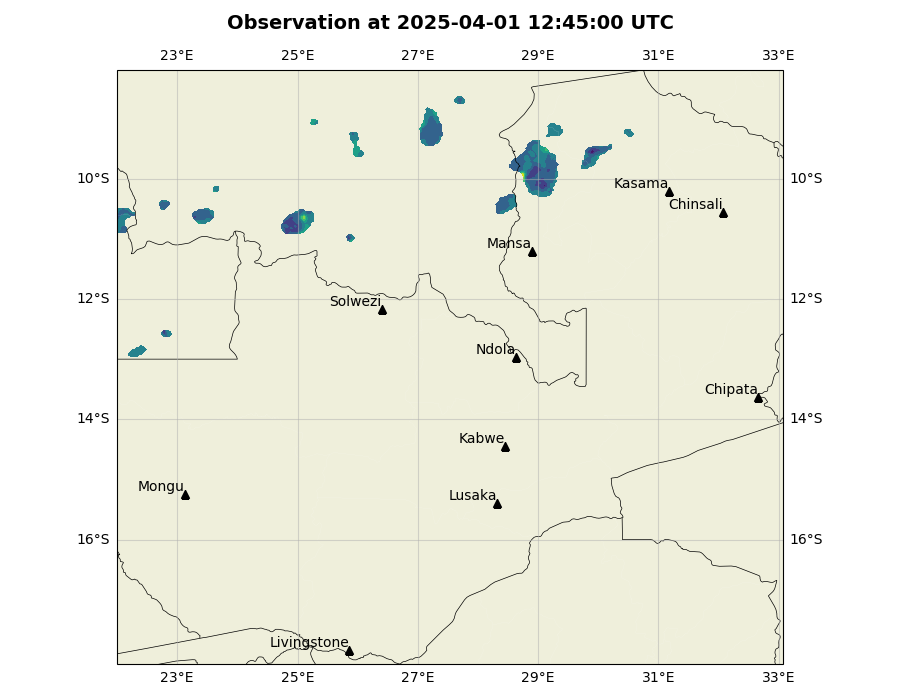 Observation at 2025-04-01 12:45:00 UTC
23°E 25°E 27°E 29°E 31°E 33°E
10°S 10°S
Kasama
Chinsali
Mansa
12°S 12°S
Solwezi
Ndola
Chipata
14°S 14°S
Kabwe
Mongu
Lusaka
16°S 16°S
Livingstone
23°E 25°E 27°E 29°E 31°E 33°E